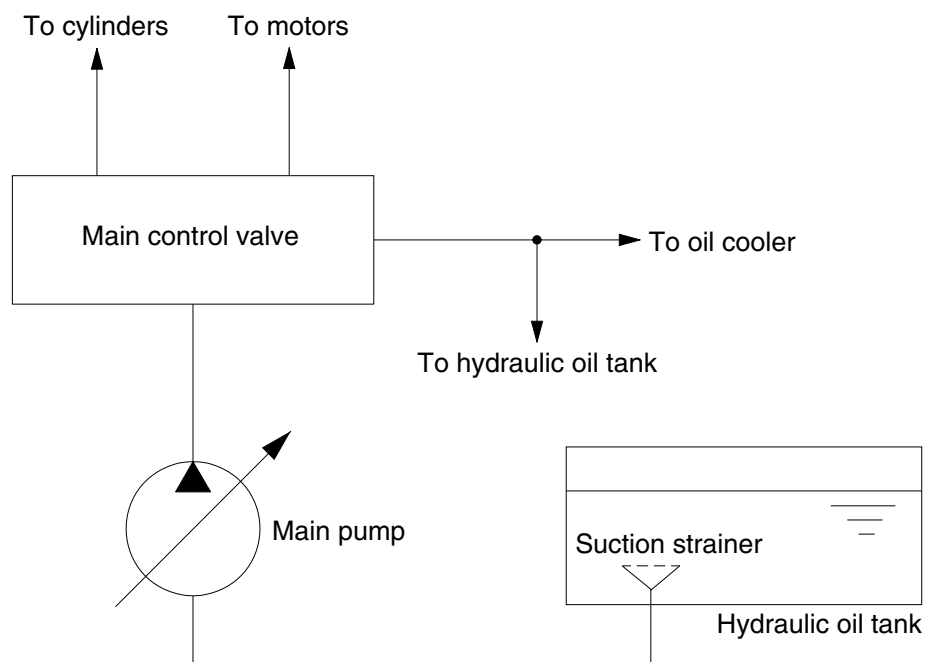 To cylinders
To motors
Main control valve
To oil cooler
To hydraulic oil tank
Main pump
Suction strainer
Hydraulic oil tank